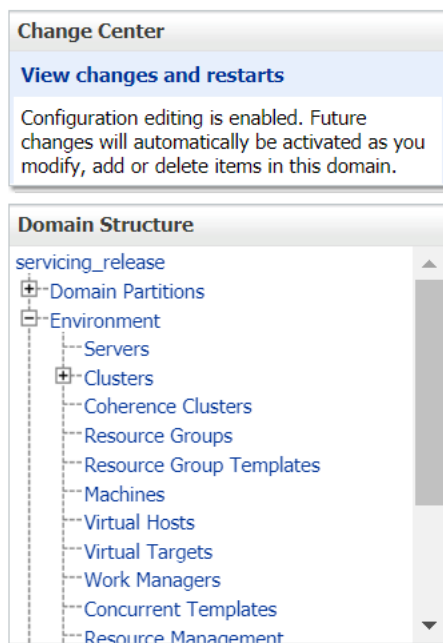 Change Center
View changes and restarts
Configuration editing is enabled. Future
changes will automatically be activated as you
modify, add or delete items in this domain.
Domain Structure
servicing_release
Domain Partitions
Environment
Servers
Clusters
Coherence Clusters
Resource Groups
Resource Group Templates
Machines
Virtual Hosts
Virtual Targets
Work Managers
Concurrent Templates
Resource Management